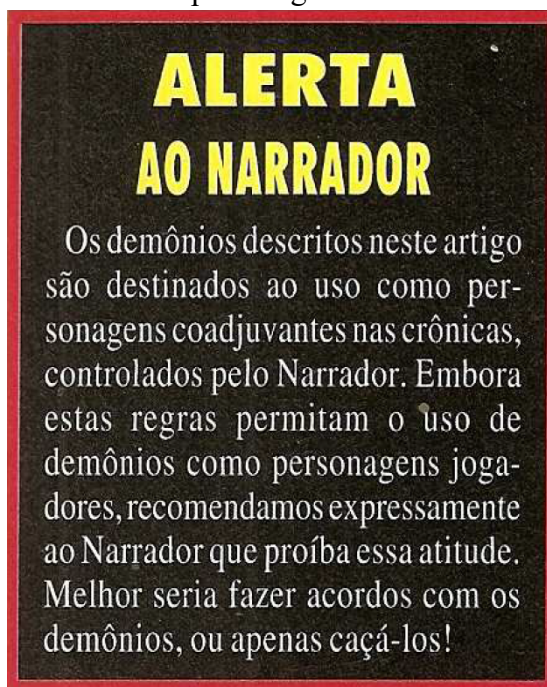 ALERTA
AO NARRADOR
Os demônios descritos neste artigo
são destinados ao uso como per-
sonagens coadjuvantes nas crônicas,
controlados pelo Narrador. Embora
estas regras permitam o uso de
demônios como personagens joga-
dores, recomendamos expressamente
ao Narrador que proíba essa atitude.
Melhor seria fazer acordos com os
demônios, ou apenas caçá-los!